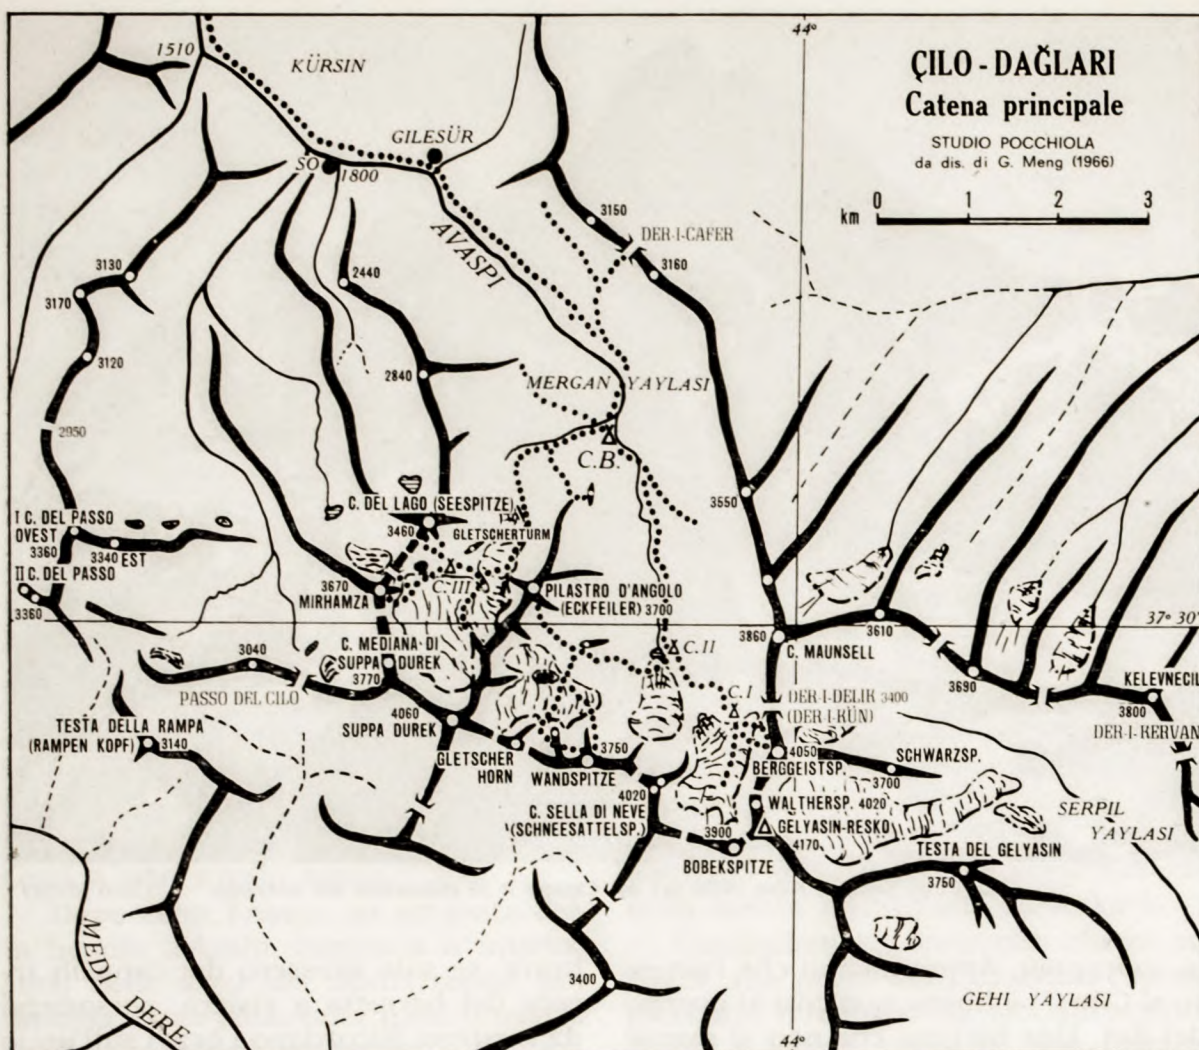 44°
ÇILO - DAĞLARI
Catena principale
STUDIO POCCHIOLA
da dis. di G. Meng (1966)
km 0 1 2 3
1510
KÜRSIN
GILESÜR
SO
1800
AVASPI
3150
DER-I-CAFER
3160
3130
3170
2440
3120
2840
MERGAN YAYLASI
2950
C.B.
3550
I C. DEL PASSO
OVEST
3360
3340 EST
II C. DEL PASSO
3360
C. DEL LAGO (SEESPITZE)
3460
GLETSCHERTURM
3670
MIRHAMZA
C.III
PILASTRO D'ANGOLO
(ECKFEILER) 3700
37° 30'
3860
C. MAUNSELL
3610
C. MEDIANA DI
SUPPA DUREK
3770
C.II
3040
PASSO DEL CILO
3690
KELEVNECIL
3800
C.I
DER-I-DELIK 3400
(DER-I-RÜN)
DER-I-KERVAN
4060
SUPPA DUREK
TESTA DELLA RAMPA
(RAMPEN KOPF)
3140
GLETSCHER
HORN
3750
WANDSPITZE
4050
BERGGEISTSP.
SCHWARZSP.
3700
4020
C. SELLA DI NEVE
(SCHNEESATTELSP.)
WALTHERSP. 4020
3900
GELYASIN-RESKO
4170
BOBEKSPITZE
SERPIL
YAYLASI
TESTA DEL GELYASIN
3750
MEDI DERE
3400
GEHI YAYLASI
44°